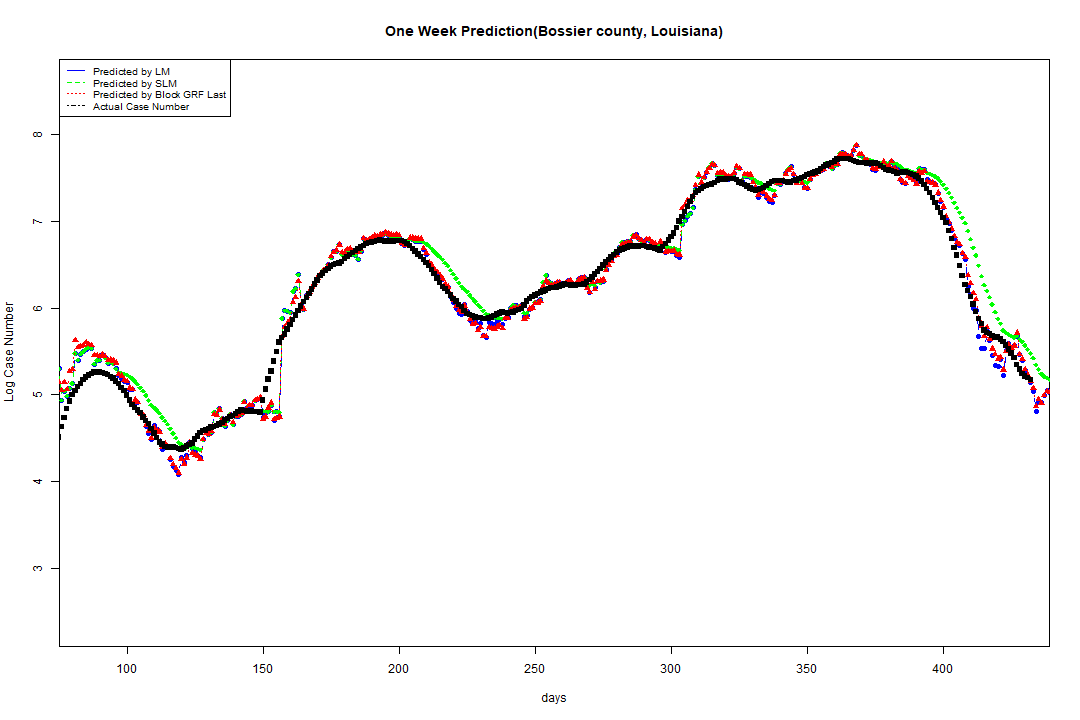 One Week Prediction(Bossier county, Louisiana)
Predicted by LM
Predicted by SLM
Predicted by Block GRF Last
Actual Case Number
8
7
6
5
4
3
Log Case Number
100 150 200 250 300 350 400
days